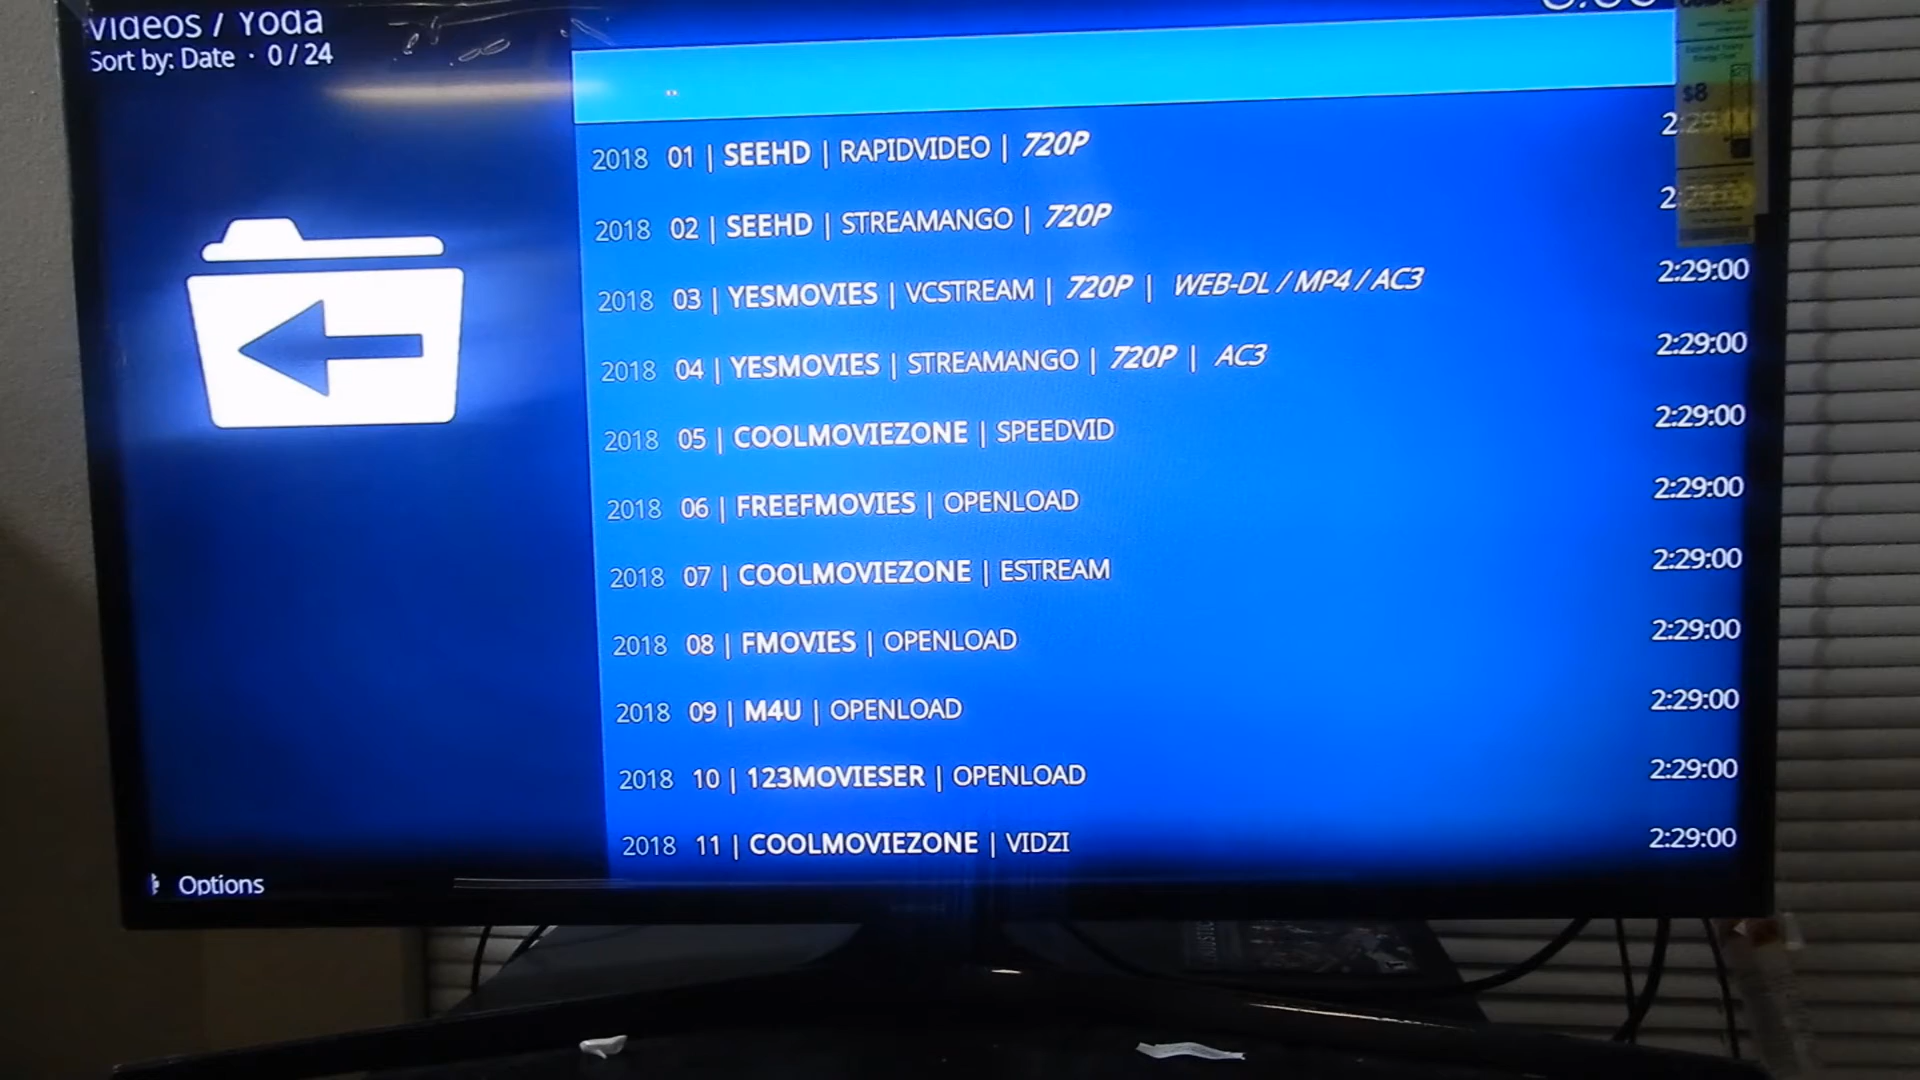 Videos / Yoda
Sort by: Date · 0 / 24
..
2018 01 | SEEHD | RAPIDVIDEO | 720P
2018 02 | SEEHD | STREAMANGO | 720P
2018 03 | YESMOVIES | VCSTREAM | 720P | WEB-DL / MP4 / AC3 2:29:00
2018 04 | YESMOVIES | STREAMANGO | 720P | AC3 2:29:00
2018 05 | COOLMOVIEZONE | SPEEDVID 2:29:00
2018 06 | FREEFMOVIES | OPENLOAD 2:29:00
2018 07 | COOLMOVIEZONE | ESTREAM 2:29:00
2018 08 | FMOVIES | OPENLOAD 2:29:00
2018 09 | M4U | OPENLOAD 2:29:00
2018 10 | 123MOVIESER | OPENLOAD 2:29:00
2018 11 | COOLMOVIEZONE | VIDZI 2:29:00
Options
$8